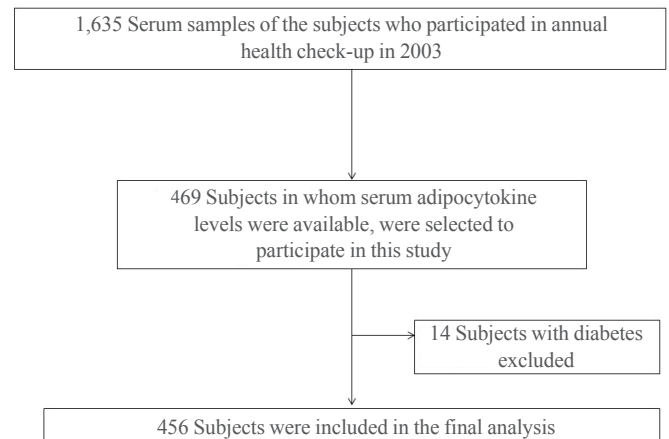 1,635 Serum samples of the subjects who participated in annual
health check-up in 2003
469 Subjects in whom serum adipocytokine
levels were available, were selected to
participate in this study
14 Subjects with diabetes
excluded
456 Subjects were included in the final analysis